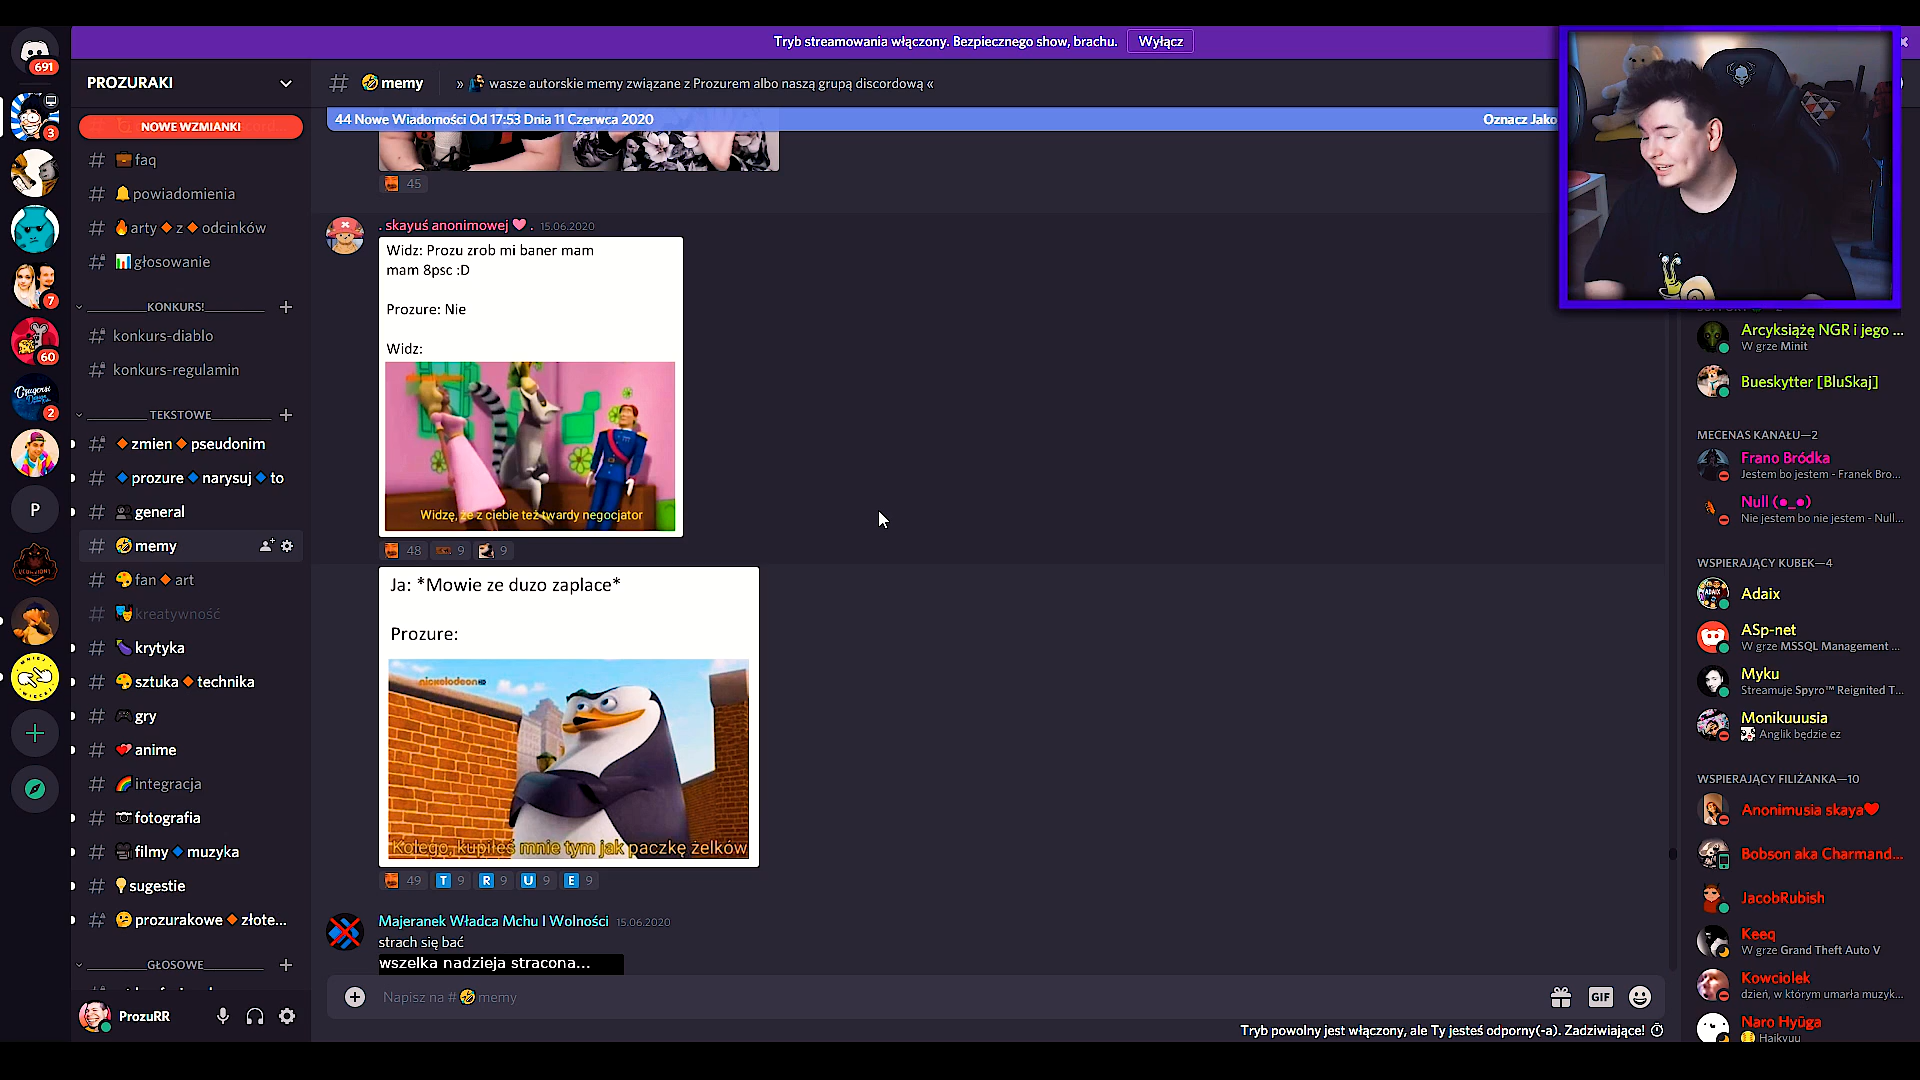 Tryb streamowania włączony. Bezpiecznego show, brachu.
Wyłącz
691
PROZURAKI
# 🤣memy
» wasze autorskie memy związane z Prozurem albo naszą grupą discordową «
NOWE WZMIANKI
44 Nowe Wiadomości Od 17:53 Dnia 11 Czerwca 2020
Oznacz Jako
3
7
60
2
P
faq
powiadomienia
arty z odcinków
głosowanie
KONKURS!
konkurs-diablo
konkurs-regulamin
TEKSTOWE
zmien pseudonim
prozure narysuj to
general
memy
fan art
kreatywność
krytyka
sztuka technika
gry
anime
integracja
fotografia
filmy muzyka
sugestie
prozurakowe złote...
GŁOSOWE
ProzuRR
45
. skayuś anonimowej ♥ . 15.06.2020
Widz: Prozu zrob mi baner mam
mam 8psc :D
Prozure: Nie
Widz:
Widzę, że z ciebie też twardy negocjator
48 9 9
Ja: *Mowie ze duzo zaplace*
Prozure:
nickelodeon HD
Kolego, kupiłeś mnie tym jak paczkę żelków
49 T 9 R 9 U 9 E 9
Majeranek Władca Mchu I Wolności 15.06.2020
strach się bać
wszelka nadzieja stracona...
Napisz na # 🤣memy
GIF
Tryb powolny jest włączony, ale Ty jesteś odporny(-a). Zadziwiające!
Arcyksiążę NGR i jego ...
W grze Minit
Bueskytter [BluSkaj]
MECENAS KANAŁU—2
Frano Bródka
Jestem bo jestem - Franek Bro...
Null (●_●)
Nie jestem bo nie jestem - Null...
WSPIERAJĄCY KUBEK—4
Adaix
ASp-net
W grze MSSQL Management ...
Myku
Streamuje Spyro™ Reignited T...
Monikuuusia
Anglik będzie ez
WSPIERAJĄCY FILIŻANKA—10
Anonimusia skaya♥
Bobson aka Charmand...
JacobRubish
Keeq
W grze Grand Theft Auto V
Kowciolek
dzień, w którym umarła muzyk...
Naro Hyūga
Haikyuu